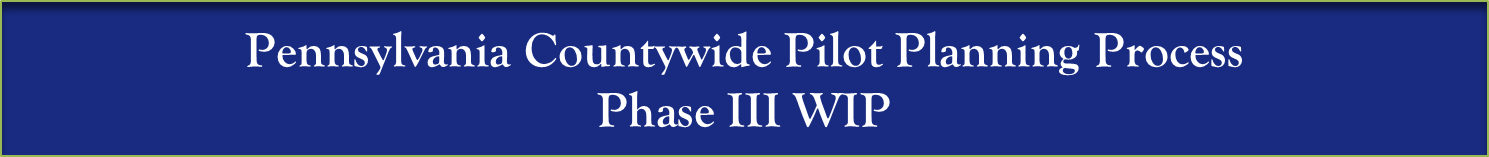 Pennsylvania Countywide Pilot Planning Process
Phase III WIP